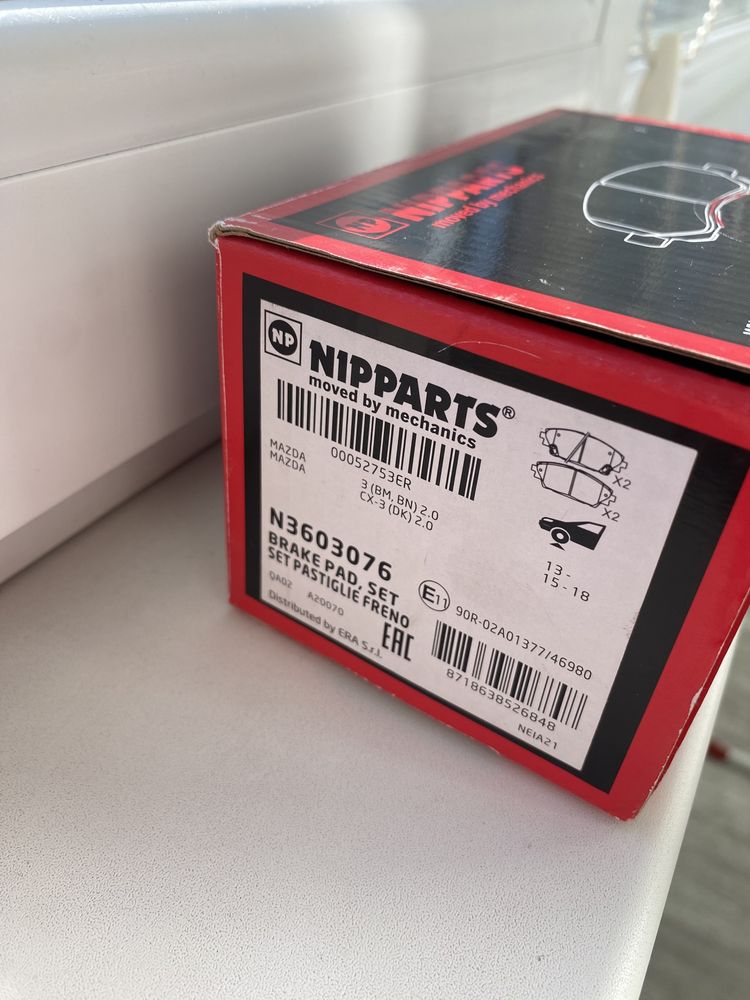 NIPPARTS
moved by mechanics
NP
NIPPARTS®
moved by mechanics
00052753ER
MAZDA 3 (BM, BN) 2.0
MAZDA CX-3 (DK) 2.0
X2
X2
13-
15-18
N3603076
BRAKE PAD, SET
SET PASTIGLIE FRENO
QA02 A20070
Distributed by ERA S.r.l.
EAC
E11 90R-02A01377/46980
8718638526848
NEIA21